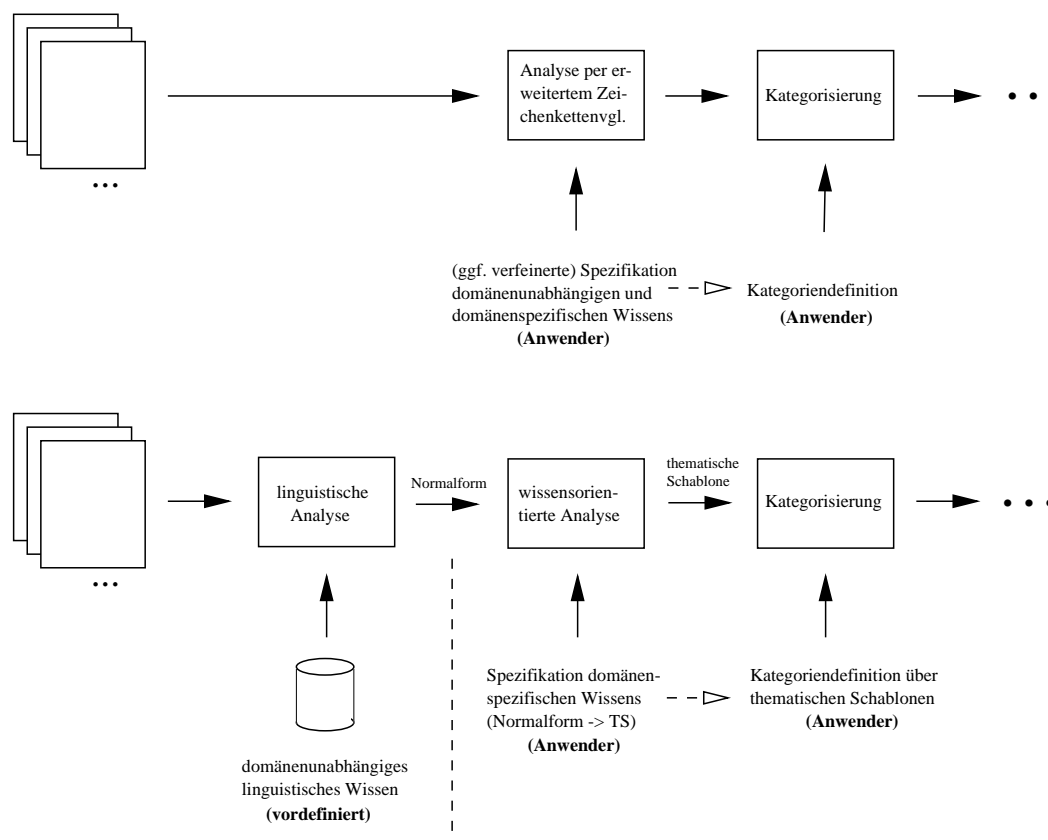 Analyse per er-
weitertem Zei-
chenkettenvgl.
Kategorisierung
(ggf. verfeinerte) Spezifikation
domänenunabhängigen und
domänenspezifischen Wissens
(Anwender)
Kategoriendefinition
(Anwender)
linguistische
Analyse
Normalform
wissensorien-
tierte Analyse
thematische
Schablone
Kategorisierung
domänenunabhängiges
linguistisches Wissen
(vordefiniert)
Spezifikation domänen-
spezifischen Wissens
(Normalform -> TS)
(Anwender)
Kategoriendefinition über
thematischen Schablonen
(Anwender)